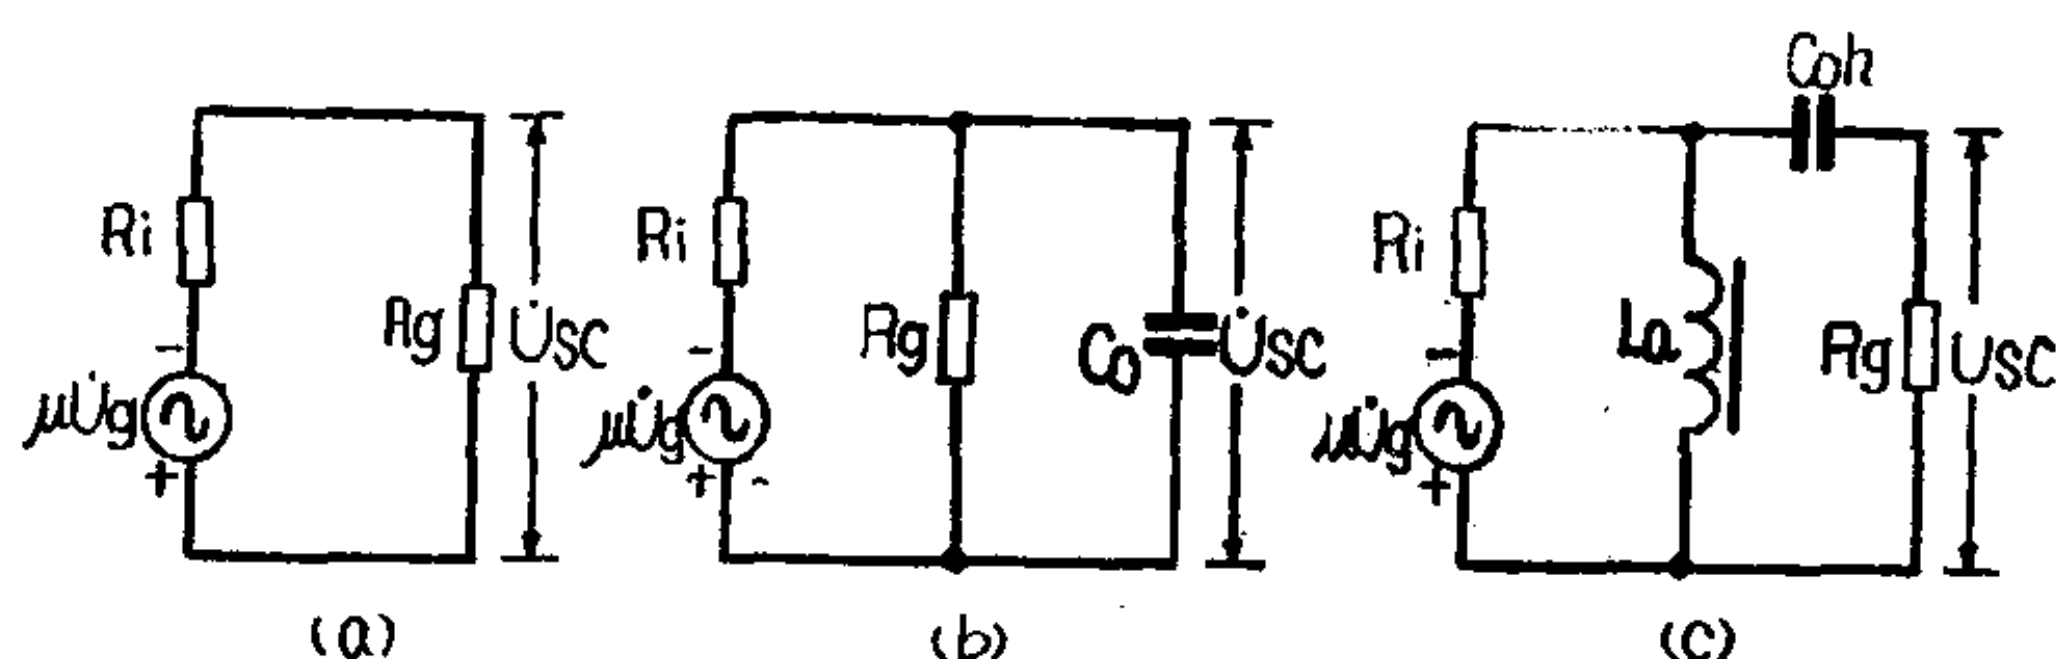 Ri
Rg
U̇sc
μU̇g
-
+
(a)
Ri
Rg
Co
U̇sc
μU̇g
-
+
(b)
Coh
Ri
La
Rg
Usc
μU̇g
-
+
(c)